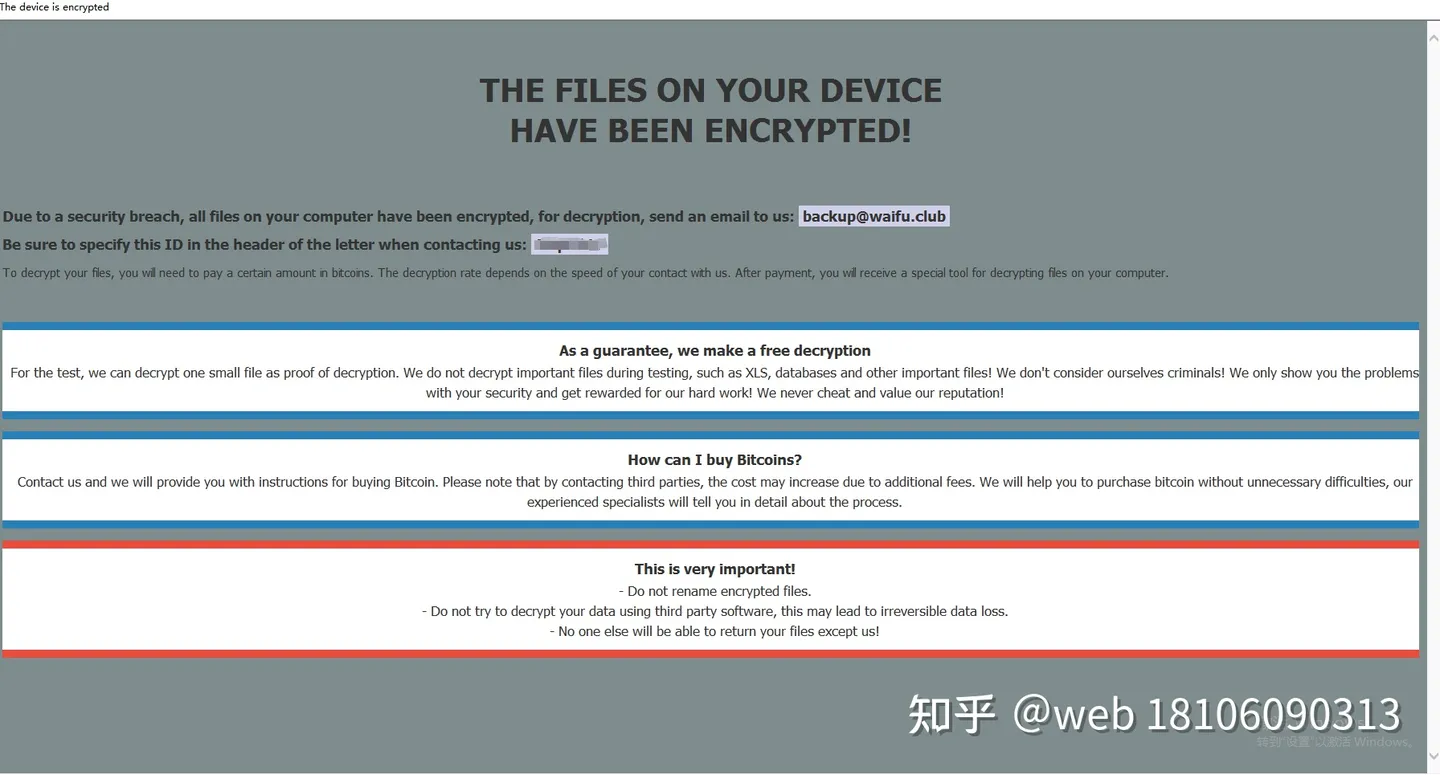 The device is encrypted
THE FILES ON YOUR DEVICE
HAVE BEEN ENCRYPTED!
Due to a security breach, all files on your computer have been encrypted, for decryption, send an email to us: backup@waifu.club
Be sure to specify this ID in the header of the letter when contacting us:
To decrypt your files, you will need to pay a certain amount in bitcoins. The decryption rate depends on the speed of your contact with us. After payment, you will receive a special tool for decrypting files on your computer.
As a guarantee, we make a free decryption
For the test, we can decrypt one small file as proof of decryption. We do not decrypt important files during testing, such as XLS, databases and other important files! We don't consider ourselves criminals! We only show you the problems
with your security and get rewarded for our hard work! We never cheat and value our reputation!
How can I buy Bitcoins?
Contact us and we will provide you with instructions for buying Bitcoin. Please note that by contacting third parties, the cost may increase due to additional fees. We will help you to purchase bitcoin without unnecessary difficulties, our
experienced specialists will tell you in detail about the process.
This is very important!
- Do not rename encrypted files.
- Do not try to decrypt your data using third party software, this may lead to irreversible data loss.
- No one else will be able to return your files except us!
知乎 @web 18106090313
转到"设置"以激活 Windows。